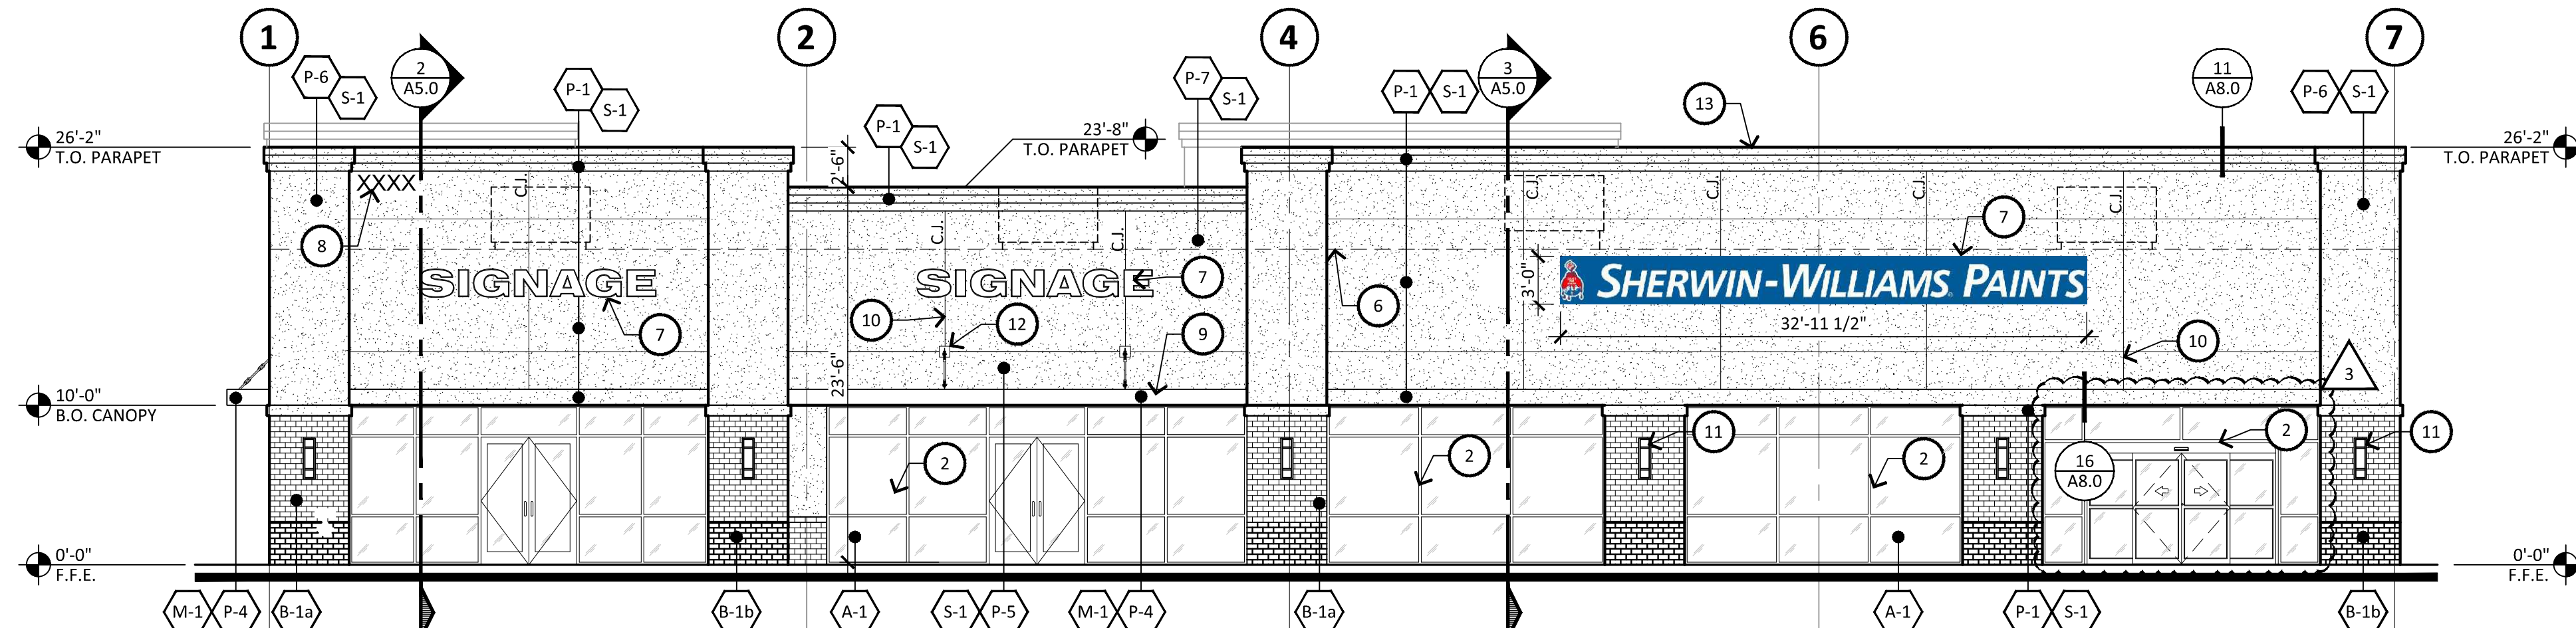 1
2
4
6
7
P-6
S-1
2
A5.0
P-1
S-1
P-1
S-1
P-7
S-1
P-1
S-1
3
A5.0
13
11
A8.0
P-6
S-1
26'-2"
T.O. PARAPET
23'-8"
T.O. PARAPET
26'-2"
T.O. PARAPET
2'-6"
XXXX
C.J.
C.J.
C.J.
C.J.
C.J.
C.J.
C.J.
8
7
6
7
SIGNAGE
SIGNAGE
3'-0"
SHERWIN-WILLIAMS PAINTS
7
10
12
9
32'-11 1/2"
10
3
23'-6"
10'-0"
B.O. CANOPY
2
2
11
2
16
A8.0
2
11
0'-0"
F.F.E.
0'-0"
F.F.E.
M-1
P-4
B-1a
B-1b
A-1
S-1
P-5
M-1
P-4
B-1a
A-1
P-1
S-1
B-1b